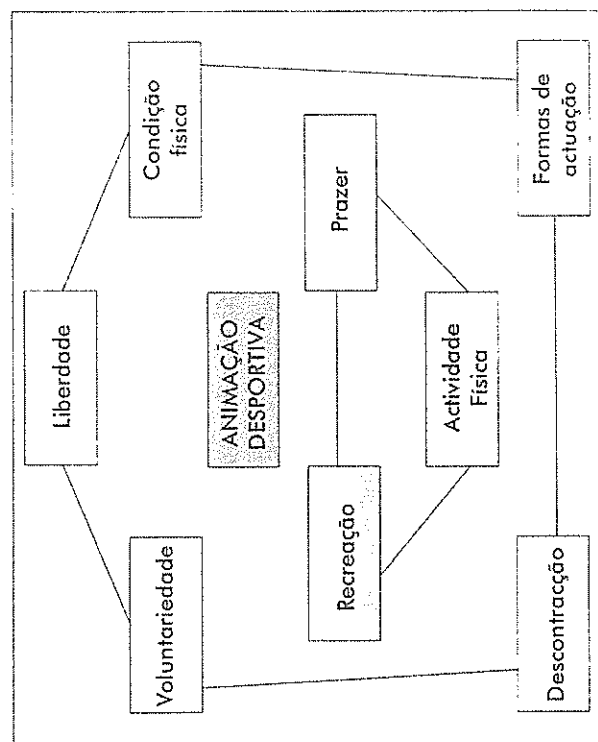 Liberdade
Voluntariedade
Condição
física
ANIMAÇÃO
DESPORTIVA
Recreação
Prazer
Actividade
Física
Descontracção
Formas de
actuação